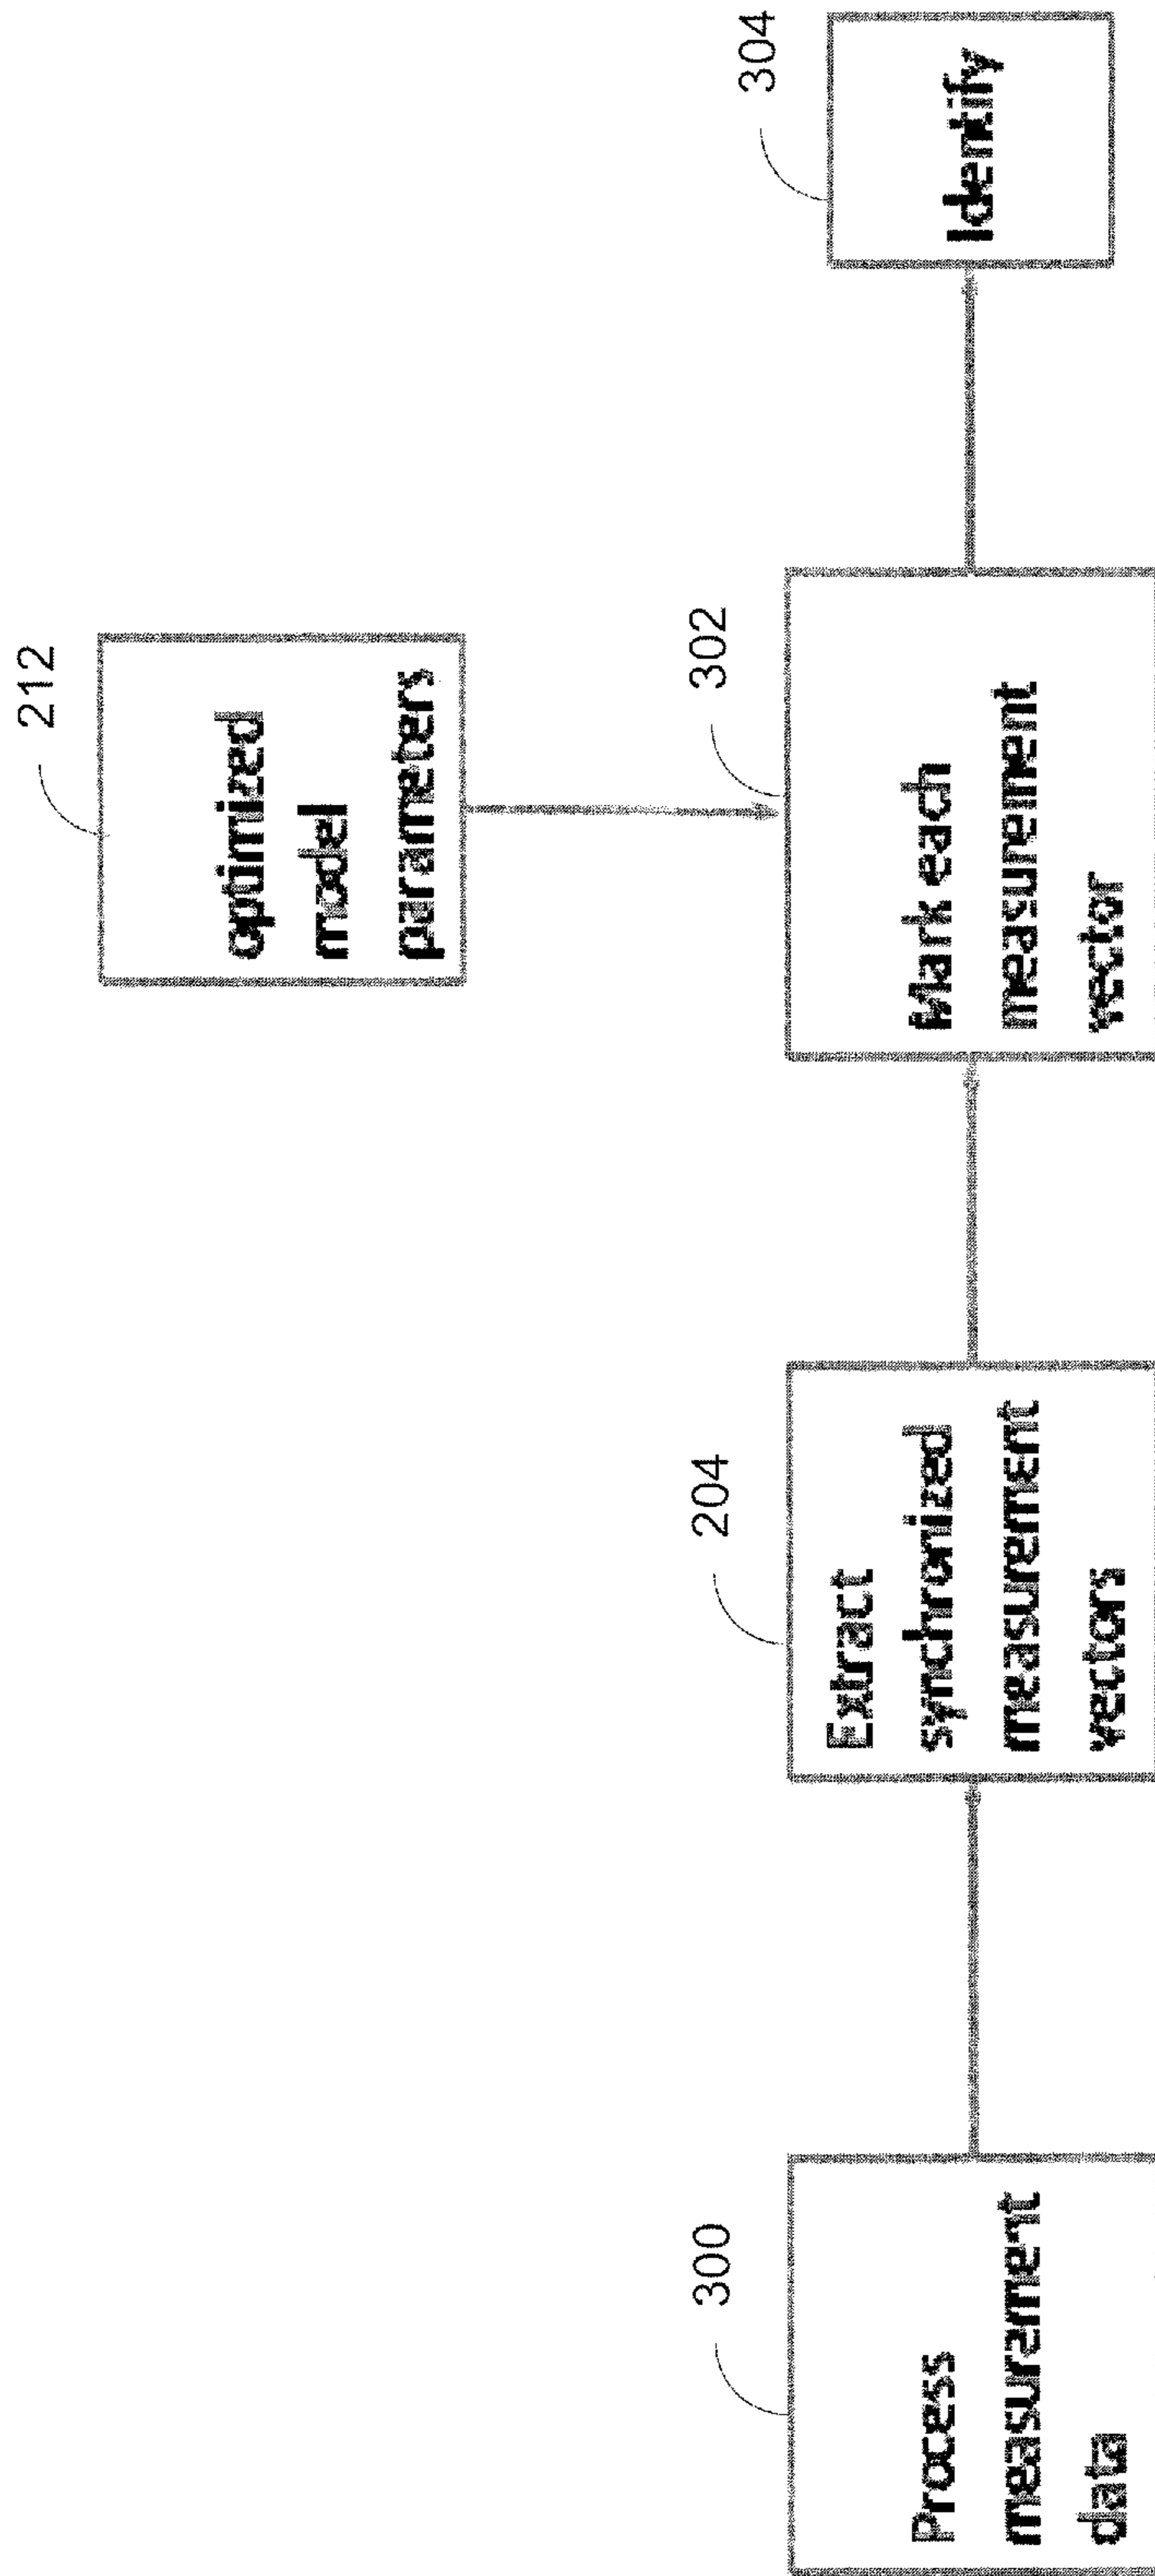 212
optimized
model
parameters
300
Process
measurement
data
204
Extract
synchronized
measurement
vectors
302
Mark each
measurement
vector
304
Identify